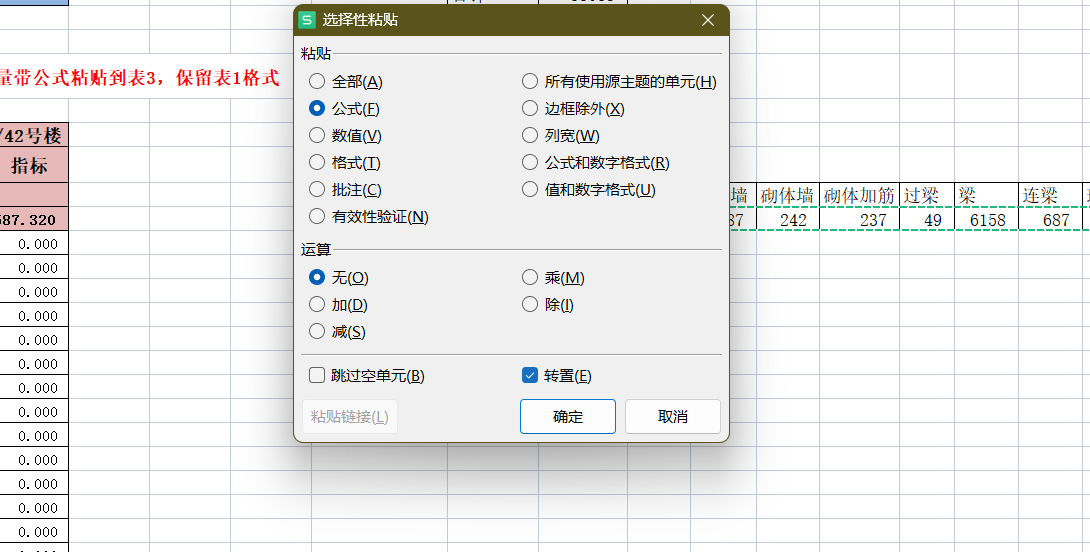 选择性粘贴
粘贴
全部(A)
所有使用源主题的单元(H)
公式(F)
边框除外(X)
数值(V)
列宽(W)
格式(T)
公式和数字格式(R)
批注(C)
值和数字格式(U)
有效性验证(N)
运算
无(O)
乘(M)
加(D)
除(I)
减(S)
跳过空单元(B)
转置(E)
粘贴链接(L)
确定
取消
量带公式粘贴到表3，保留表1格式
/42号楼
指标
587.320
0.000
0.000
0.000
0.000
0.000
0.000
0.000
0.000
0.000
0.000
0.000
0.000
0.000
墙 砌体墙 砌体加筋 过梁 梁 连梁
37 242 237 49 6158 687